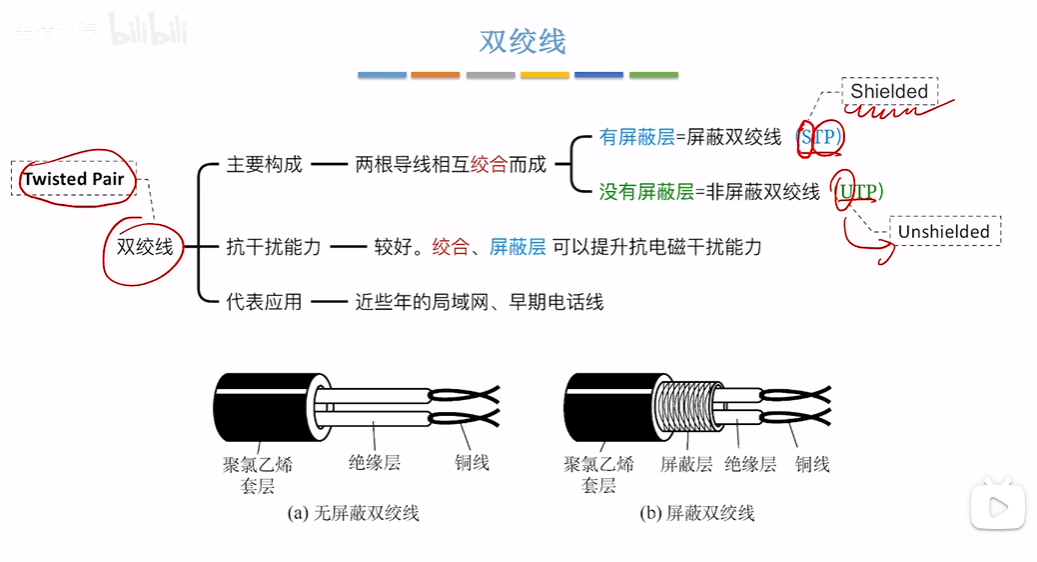 bilibili
双绞线
Shielded
有屏蔽层=屏蔽双绞线 (STP)
主要构成
两根导线相互绞合而成
Twisted Pair
没有屏蔽层=非屏蔽双绞线 (UTP)
Unshielded
双绞线
抗干扰能力
较好。绞合、屏蔽层 可以提升抗电磁干扰能力
代表应用
近些年的局域网、早期电话线
聚氯乙烯
套层
绝缘层
铜线
(a) 无屏蔽双绞线
聚氯乙烯
套层
屏蔽层
绝缘层
铜线
(b) 屏蔽双绞线